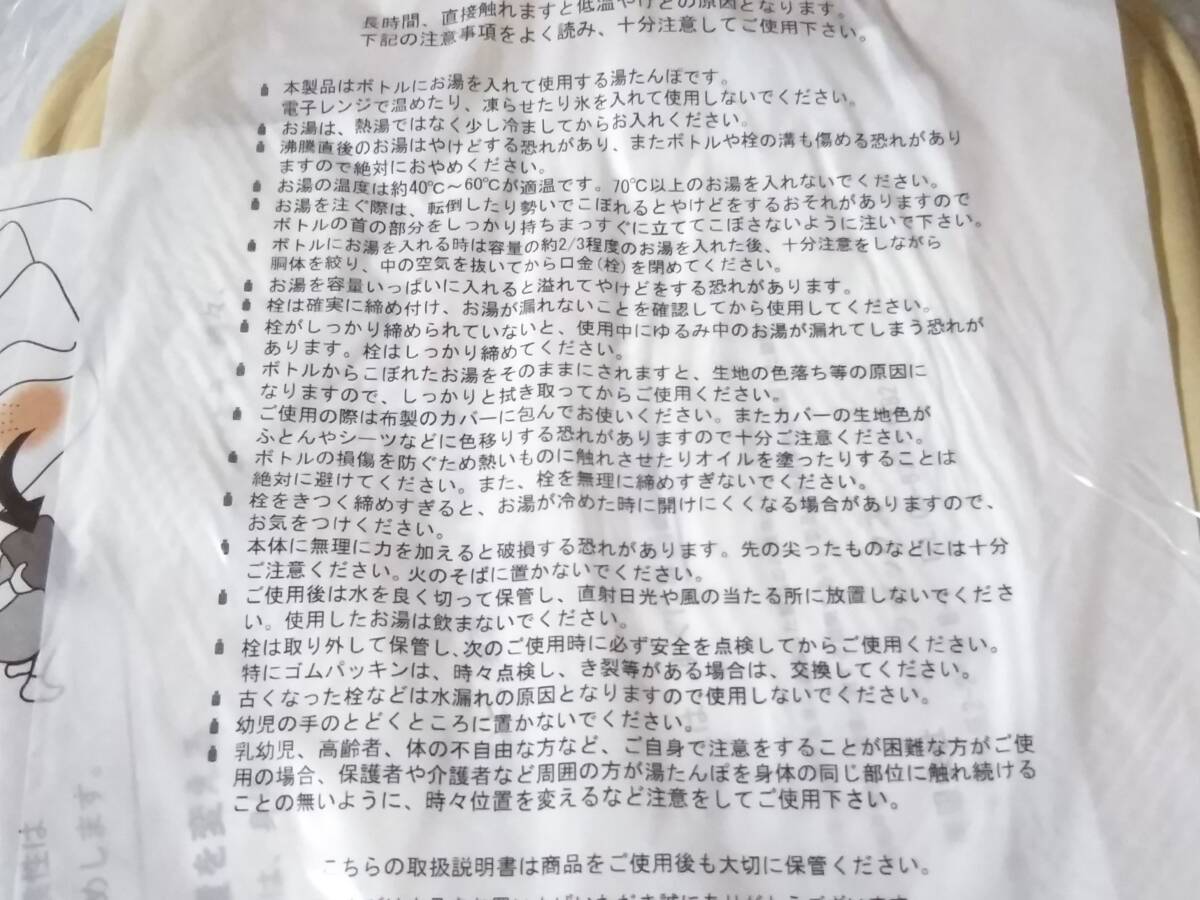 長時間、直接触れますと低温やけどの原因となります。
下記の注意事項をよく読み、十分注意してご使用下さい。
本製品はボトルにお湯を入れて使用する湯たんぽです。
電子レンジで温めたり、凍らせたり氷を入れて使用しないでください。
お湯は、熱湯ではなく少し冷ましてからお入れください。
沸騰直後のお湯はやけどする恐れがあり、またボトルや栓の溝も傷める恐れがあり
ますので絶対におやめください。
お湯の温度は約40℃～60℃が適温です。70℃以上のお湯を入れないでください。
お湯を注ぐ際は、転倒したり勢いでこぼれるとやけどをするおそれがありますので
ボトルの首の部分をしっかり持ちまっすぐに立ててこぼさないように注いで下さい。
ボトルにお湯を入れる時は容量の約2/3程度のお湯を入れた後、十分注意をしながら
胴体を絞り、中の空気を抜いてから口金(栓)を閉めてください。
お湯を容量いっぱいに入れると溢れてやけどをする恐れがあります。
栓は確実に締め付け、お湯が漏れないことを確認してから使用してください。
栓がしっかり締められていないと、使用中にゆるみ中のお湯が漏れてしまう恐れが
あります。栓はしっかり締めてください。
ボトルからこぼれたお湯をそのままにされますと、生地の色落ち等の原因に
なりますので、しっかりと拭き取ってからご使用ください。
ご使用の際は布製のカバーに包んでお使いください。またカバーの生地色が
ふとんやシーツなどに色移りする恐れがありますので十分ご注意ください。
ボトルの損傷を防ぐため熱いものに触れさせたりオイルを塗ったりすることは
絶対に避けてください。また、栓を無理に締めすぎないでください。
栓をきつく締めすぎると、お湯が冷めた時に開けにくくなる場合がありますので、
お気をつけください。
本体に無理に力を加えると破損する恐れがあります。先の尖ったものなどには十分
ご注意ください。火のそばに置かないでください。
ご使用後は水を良く切って保管し、直射日光や風の当たる所に放置しないでくださ
い。使用したお湯は飲まないでください。
栓は取り外して保管し、次のご使用時に必ず安全を点検してからご使用ください。
特にゴムパッキンは、時々点検し、き裂等がある場合は、交換してください。
古くなった栓などは水漏れの原因となりますので使用しないでください。
幼児の手のとどくところに置かないでください。
乳幼児、高齢者、体の不自由な方など、ご自身で注意をすることが困難な方がご使
用の場合、保護者や介護者など周囲の方が湯たんぽを身体の同じ部位に触れ続ける
ことの無いように、時々位置を変えるなど注意をしてご使用下さい。
こちらの取扱説明書は商品をご使用後も大切に保管ください。
性は
めします。